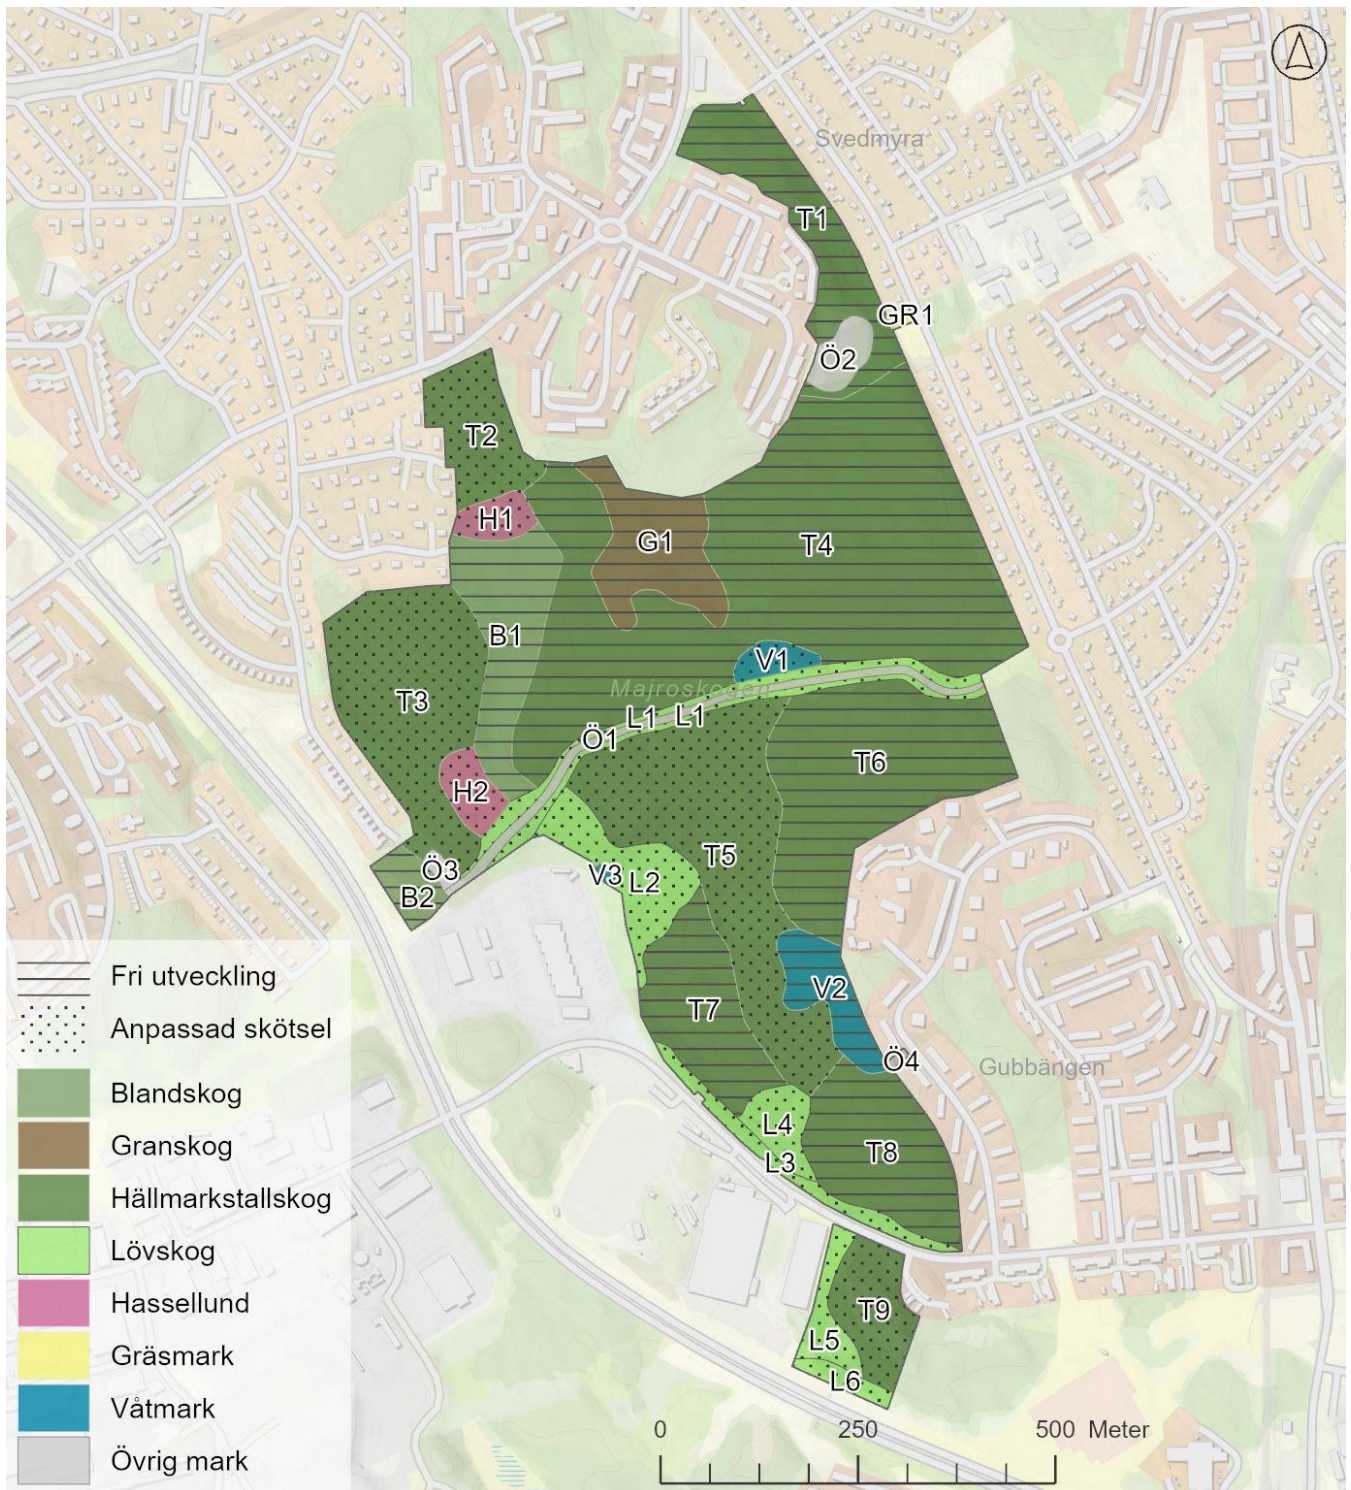 Svedmyra
T1
GR1
Ö2
T2
H1
G1
T4
B1
V1
Majroskogen
T3
L1
L1
Ö1
T6
H2
T5
Ö3
V3
L2
B2
V2
T7
Ö4
Gubbängen
L4
T8
L3
T9
L5
L6
Fri utveckling
Anpassad skötsel
Blandskog
Granskog
Hällmarkstallskog
Lövskog
Hassellund
Gräsmark
Våtmark
Övrig mark
0 250 500 Meter